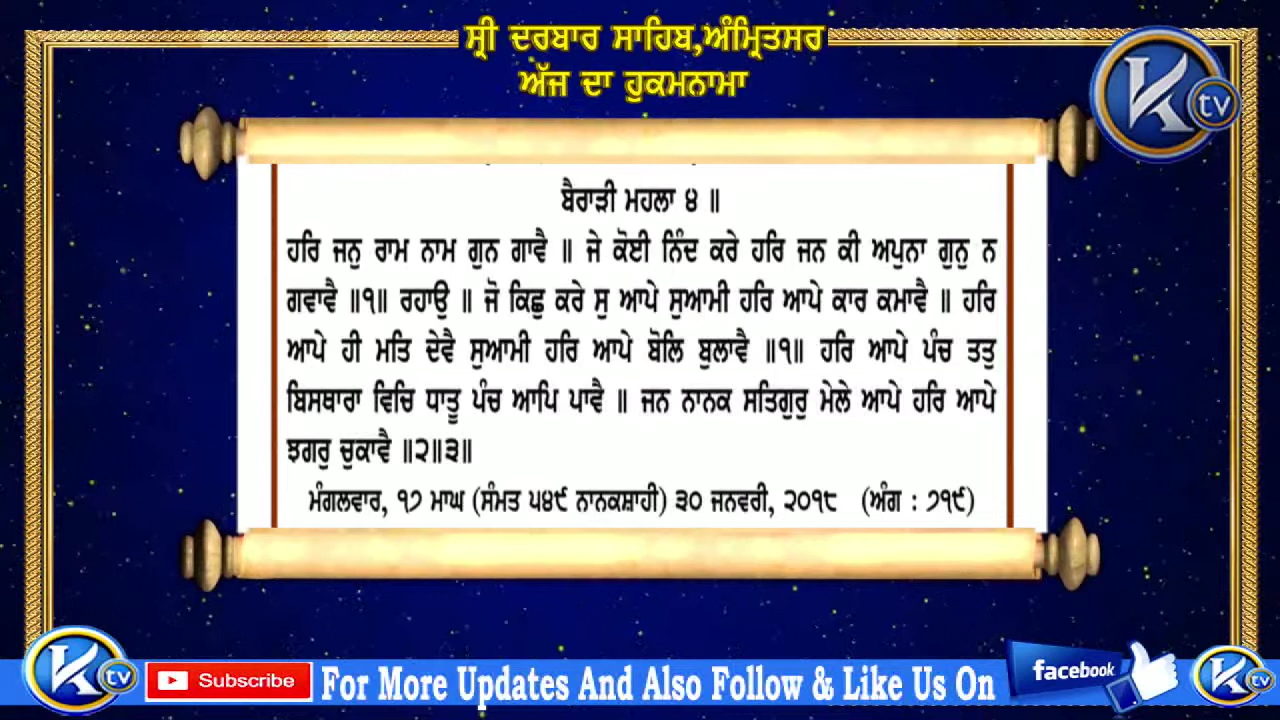 ਸ੍ਰੀ ਦਰਬਾਰ ਸਾਹਿਬ,ਅੰਮ੍ਰਿਤਸਰ
ਅੱਜ ਦਾ ਹੁਕਮਨਾਮਾ
K tv
ਬੈਰਾੜੀ ਮਹਲਾ ੪ ॥
ਹਰਿ ਜਨੁ ਰਾਮ ਨਾਮ ਗੁਨ ਗਾਵੈ ॥ ਜੇ ਕੋਈ ਨਿੰਦ ਕਰੇ ਹਰਿ ਜਨ ਕੀ ਅਪੁਨਾ ਗੁਨੁ ਨ
ਗਵਾਵੈ ॥੧॥ ਰਹਾਉ ॥ ਜੋ ਕਿਛੁ ਕਰੇ ਸੁ ਆਪੇ ਸੁਆਮੀ ਹਰਿ ਆਪੇ ਕਾਰ ਕਮਾਵੈ ॥ ਹਰਿ
ਆਪੇ ਹੀ ਮਤਿ ਦੇਵੈ ਸੁਆਮੀ ਹਰਿ ਆਪੇ ਬੋਲਿ ਬੁਲਾਵੈ ॥੧॥ ਹਰਿ ਆਪੇ ਪੰਚ ਤਤੁ
ਬਿਸਥਾਰਾ ਵਿਚਿ ਧਾਤੂ ਪੰਚ ਆਪਿ ਪਾਵੈ ॥ ਜਨ ਨਾਨਕ ਸਤਿਗੁਰੁ ਮੇਲੇ ਆਪੇ ਹਰਿ ਆਪੇ
ਝਗਰੁ ਚੁਕਾਵੈ ॥੨॥੩॥
ਮੰਗਲਵਾਰ, ੧੭ ਮਾਘ (ਸੰਮਤ ੫੪੯ ਨਾਨਕਸ਼ਾਹੀ) ੩੦ ਜਨਵਰੀ, ੨੦੧੮ (ਅੰਗ : ੭੧੯)
K tv Subscribe For More Updates And Also Follow & Like Us On facebook K tv